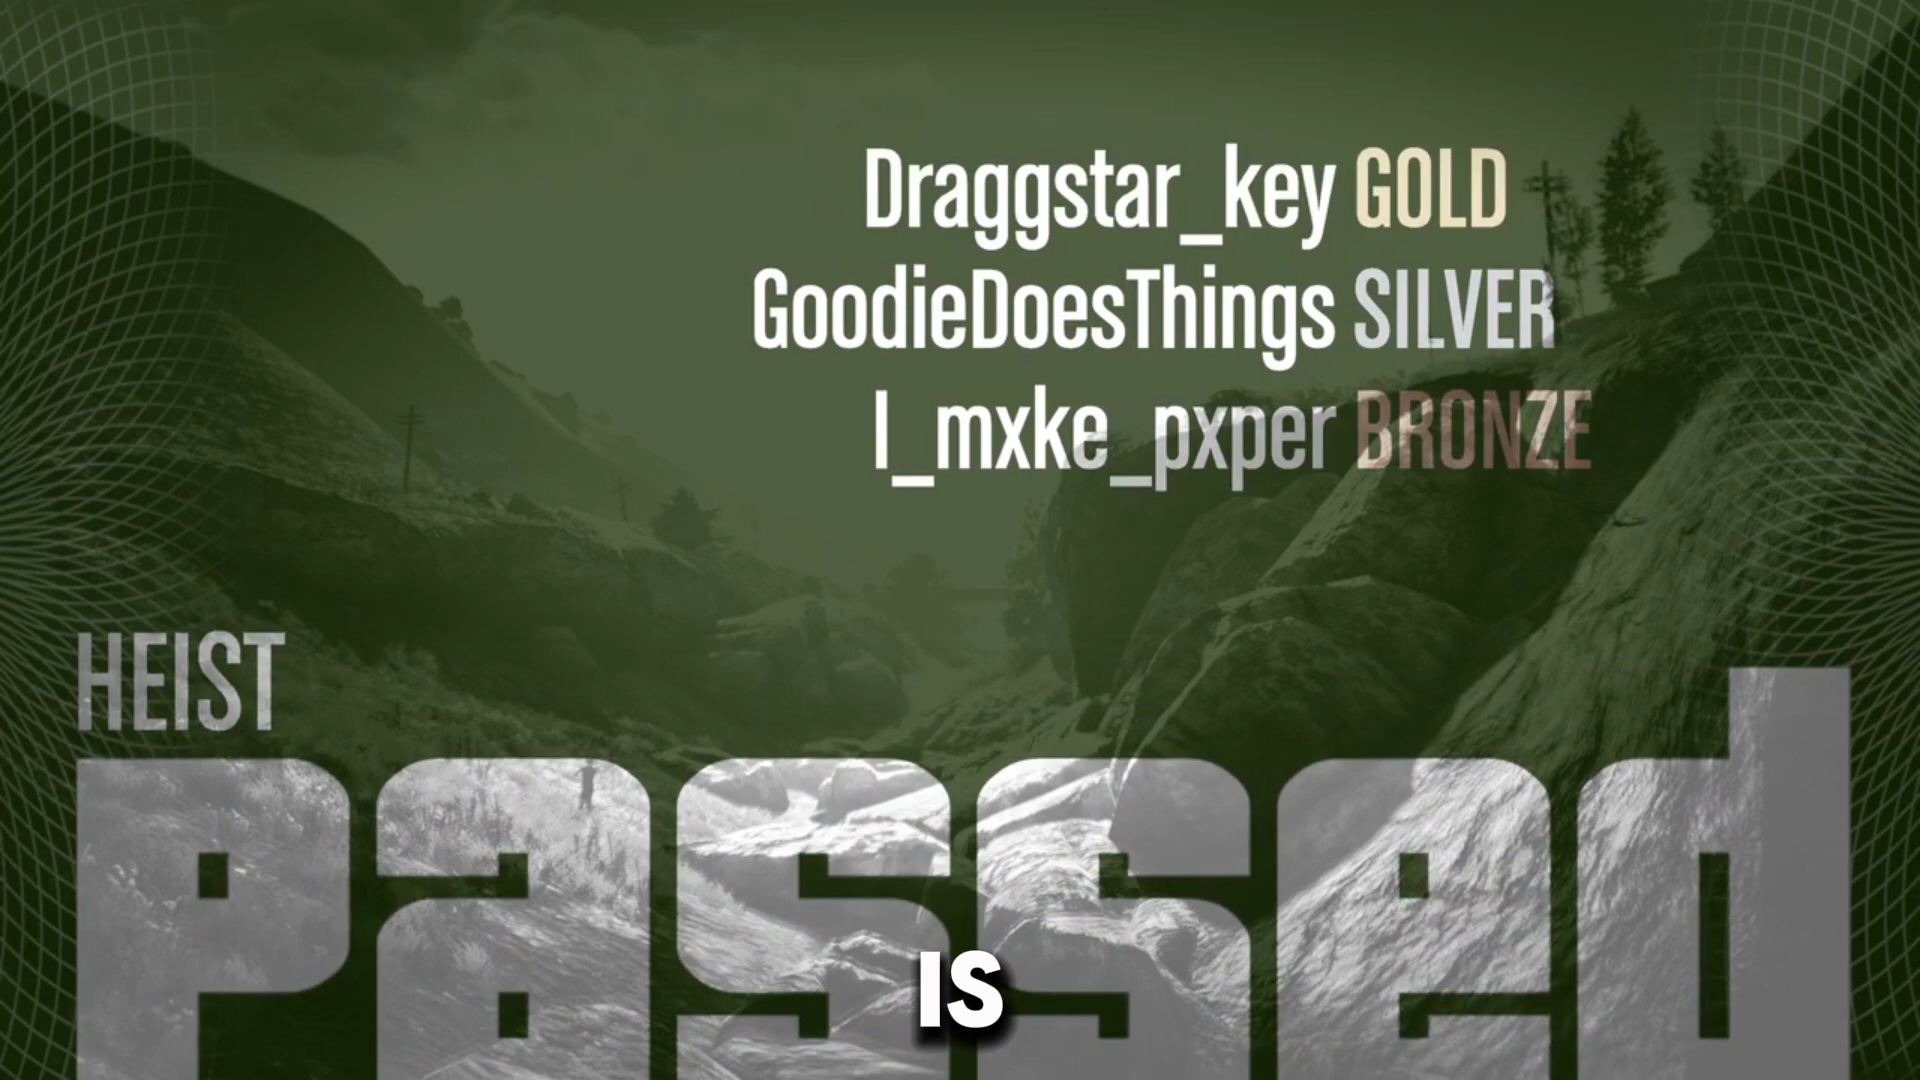 Draggstar_key GOLD
GoodieDoesThings SILVER
I_mxke_pxper BRONZE
HEIST
passed
IS